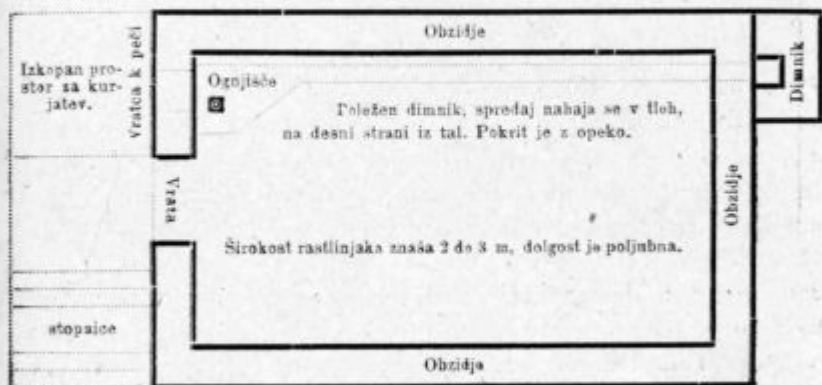 Obzidje
Izkopan pro-
stor za kur-
jatev.
Vratca k peči
Ognjišče
Položen dimnik, spredaj nahaja se v tleh,
na desni strani iz tal. Pokrit je z opeko.
Dimnik
Vrata
Obzidje
Širokost rastlinjaka znaša 2 do 3 m, dolgost je poljubna.
stopnice
Obzidje